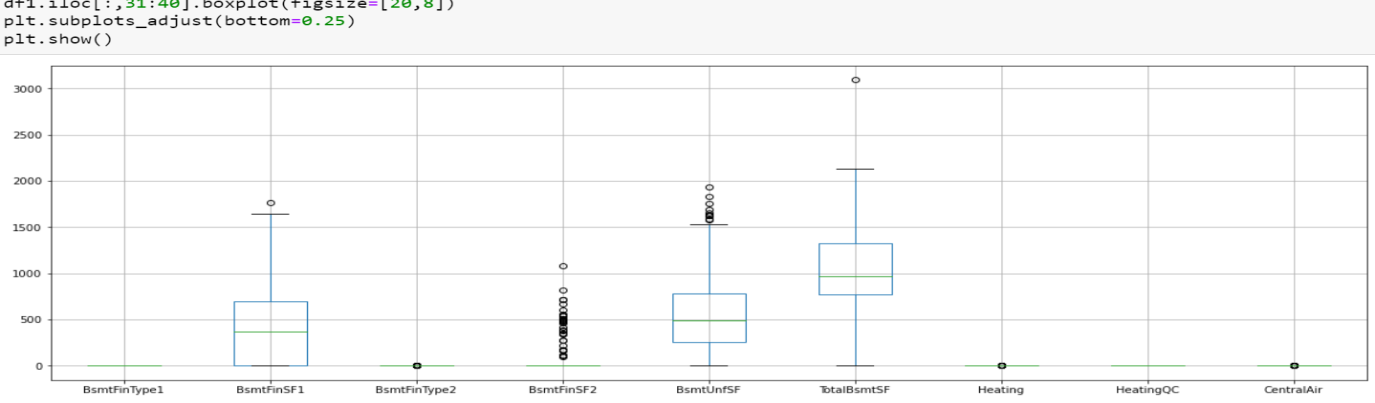 df1.iloc[:,31:40].boxplot(figsize=[20,8])
plt.subplots_adjust(bottom=0.25)
plt.show()
3000
2500
2000
1500
1000
500
0
BsmtFinType1 BsmtFinSF1 BsmtFinType2 BsmtFinSF2 BsmtUnfSF TotalBsmtSF Heating HeatingQC CentralAir